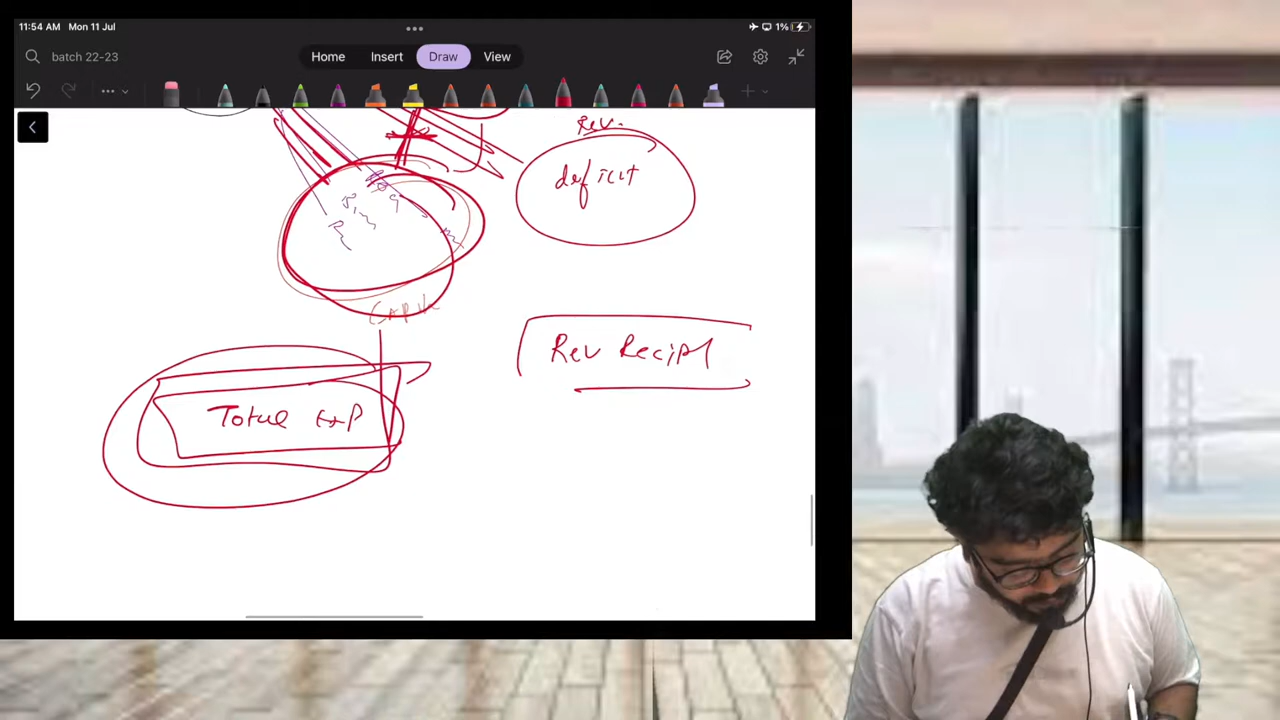 11:54 AM Mon 11 Jul
1%
batch 22-23
Home Insert Draw View
Rev.
deficit
Rev Recipt
Total Exp